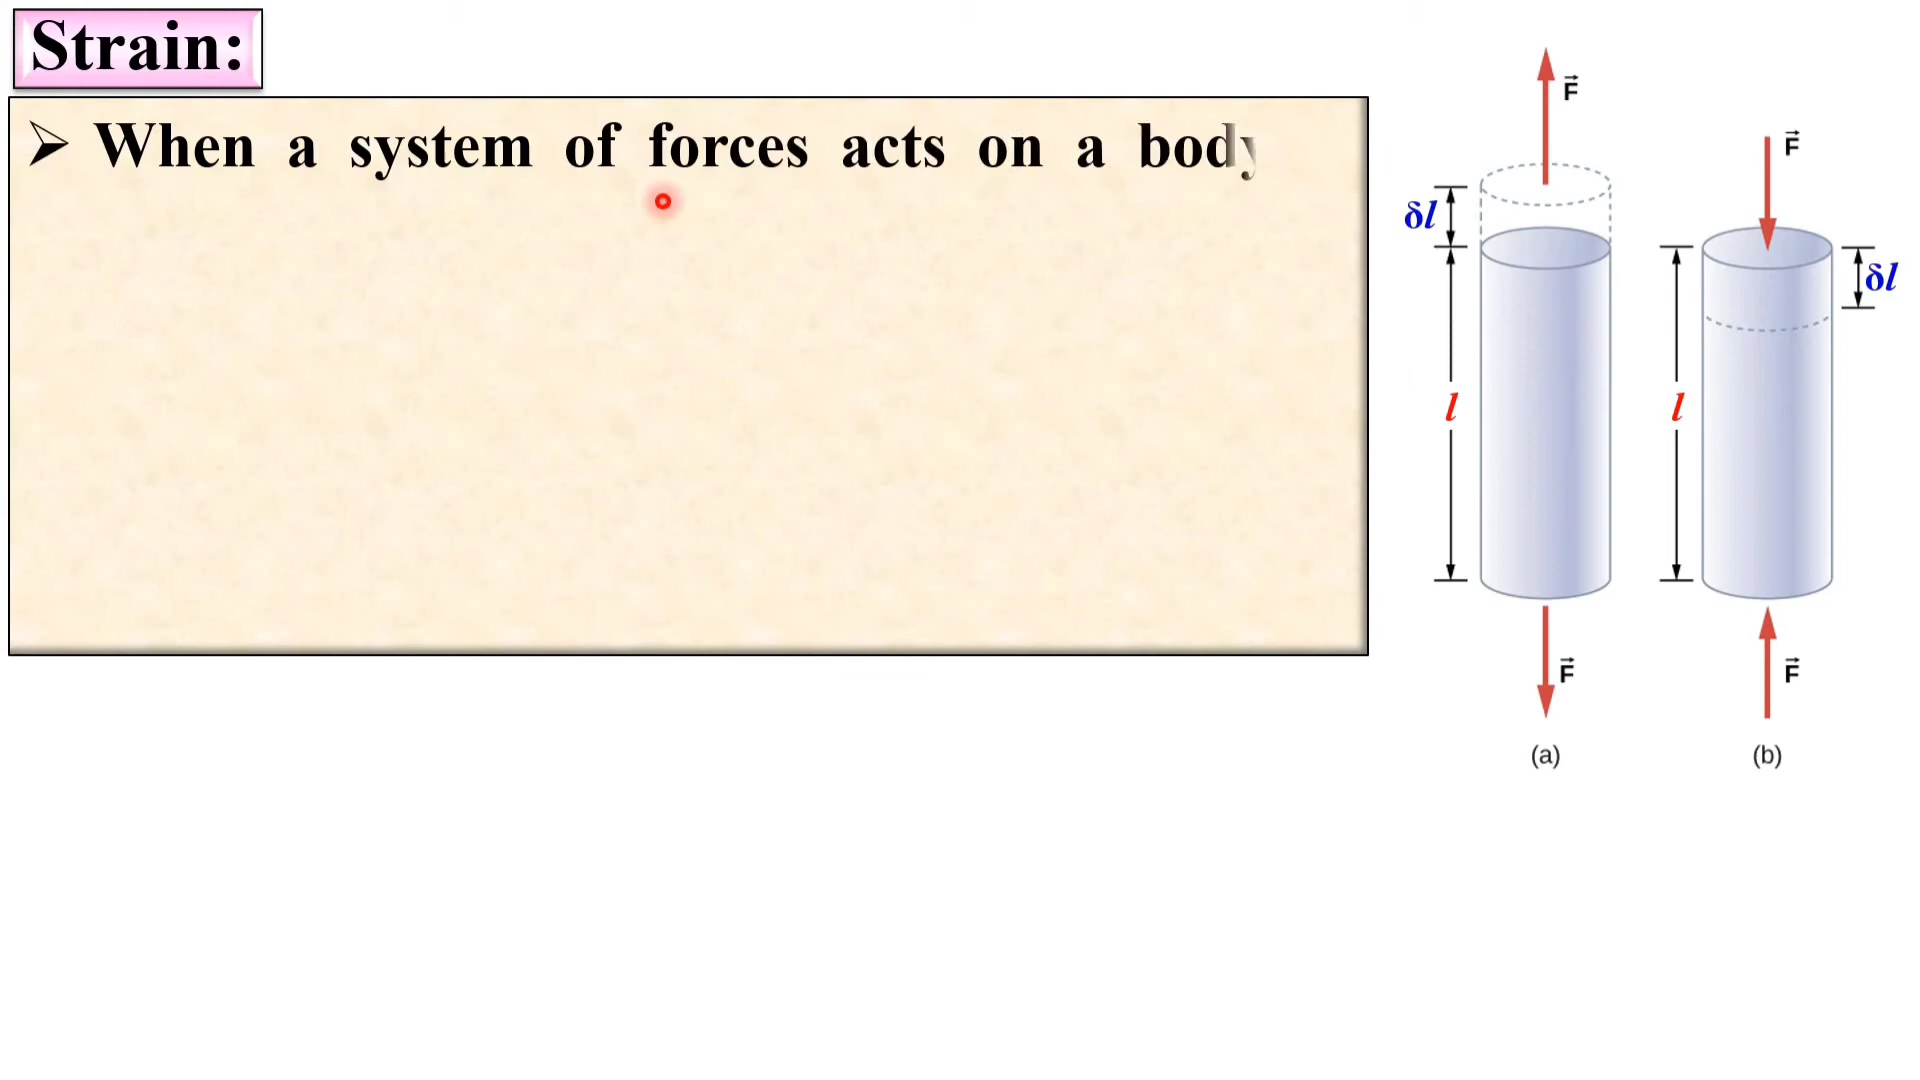 Strain:
➢ When a system of forces acts on a body
F⃗
F⃗
δl
δl
l
l
F⃗
F⃗
(a)
(b)